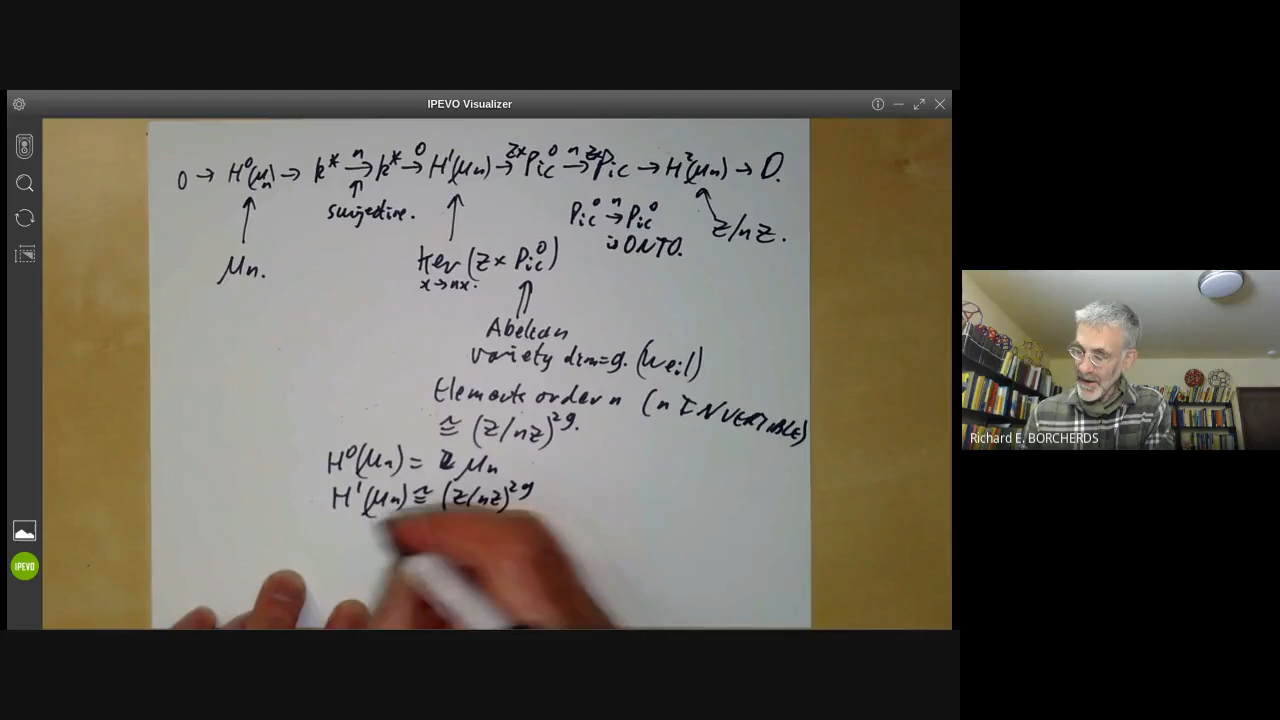 IPEVO Visualizer
0 → H⁰(μn) → k* →ⁿ k* →⁰ H¹(μn) → Z× Pic⁰ →ⁿ Z× Pic → H²(μn) → 0.
surjective.
Pic⁰ →ⁿ Pic⁰
is ONTO.
Z/nZ.
μn.
Ker (Z × Pic⁰)
x → nx.
Abelian
variety dim=g. (Weil)
Elements order n (n INVERTIBLE)
≅ (Z/nZ)²ᵍ.
H⁰(μn) = μn
H¹(μn) ≅ (Z/nZ)²ᵍ
IPEVO
Richard E. BORCHERDS